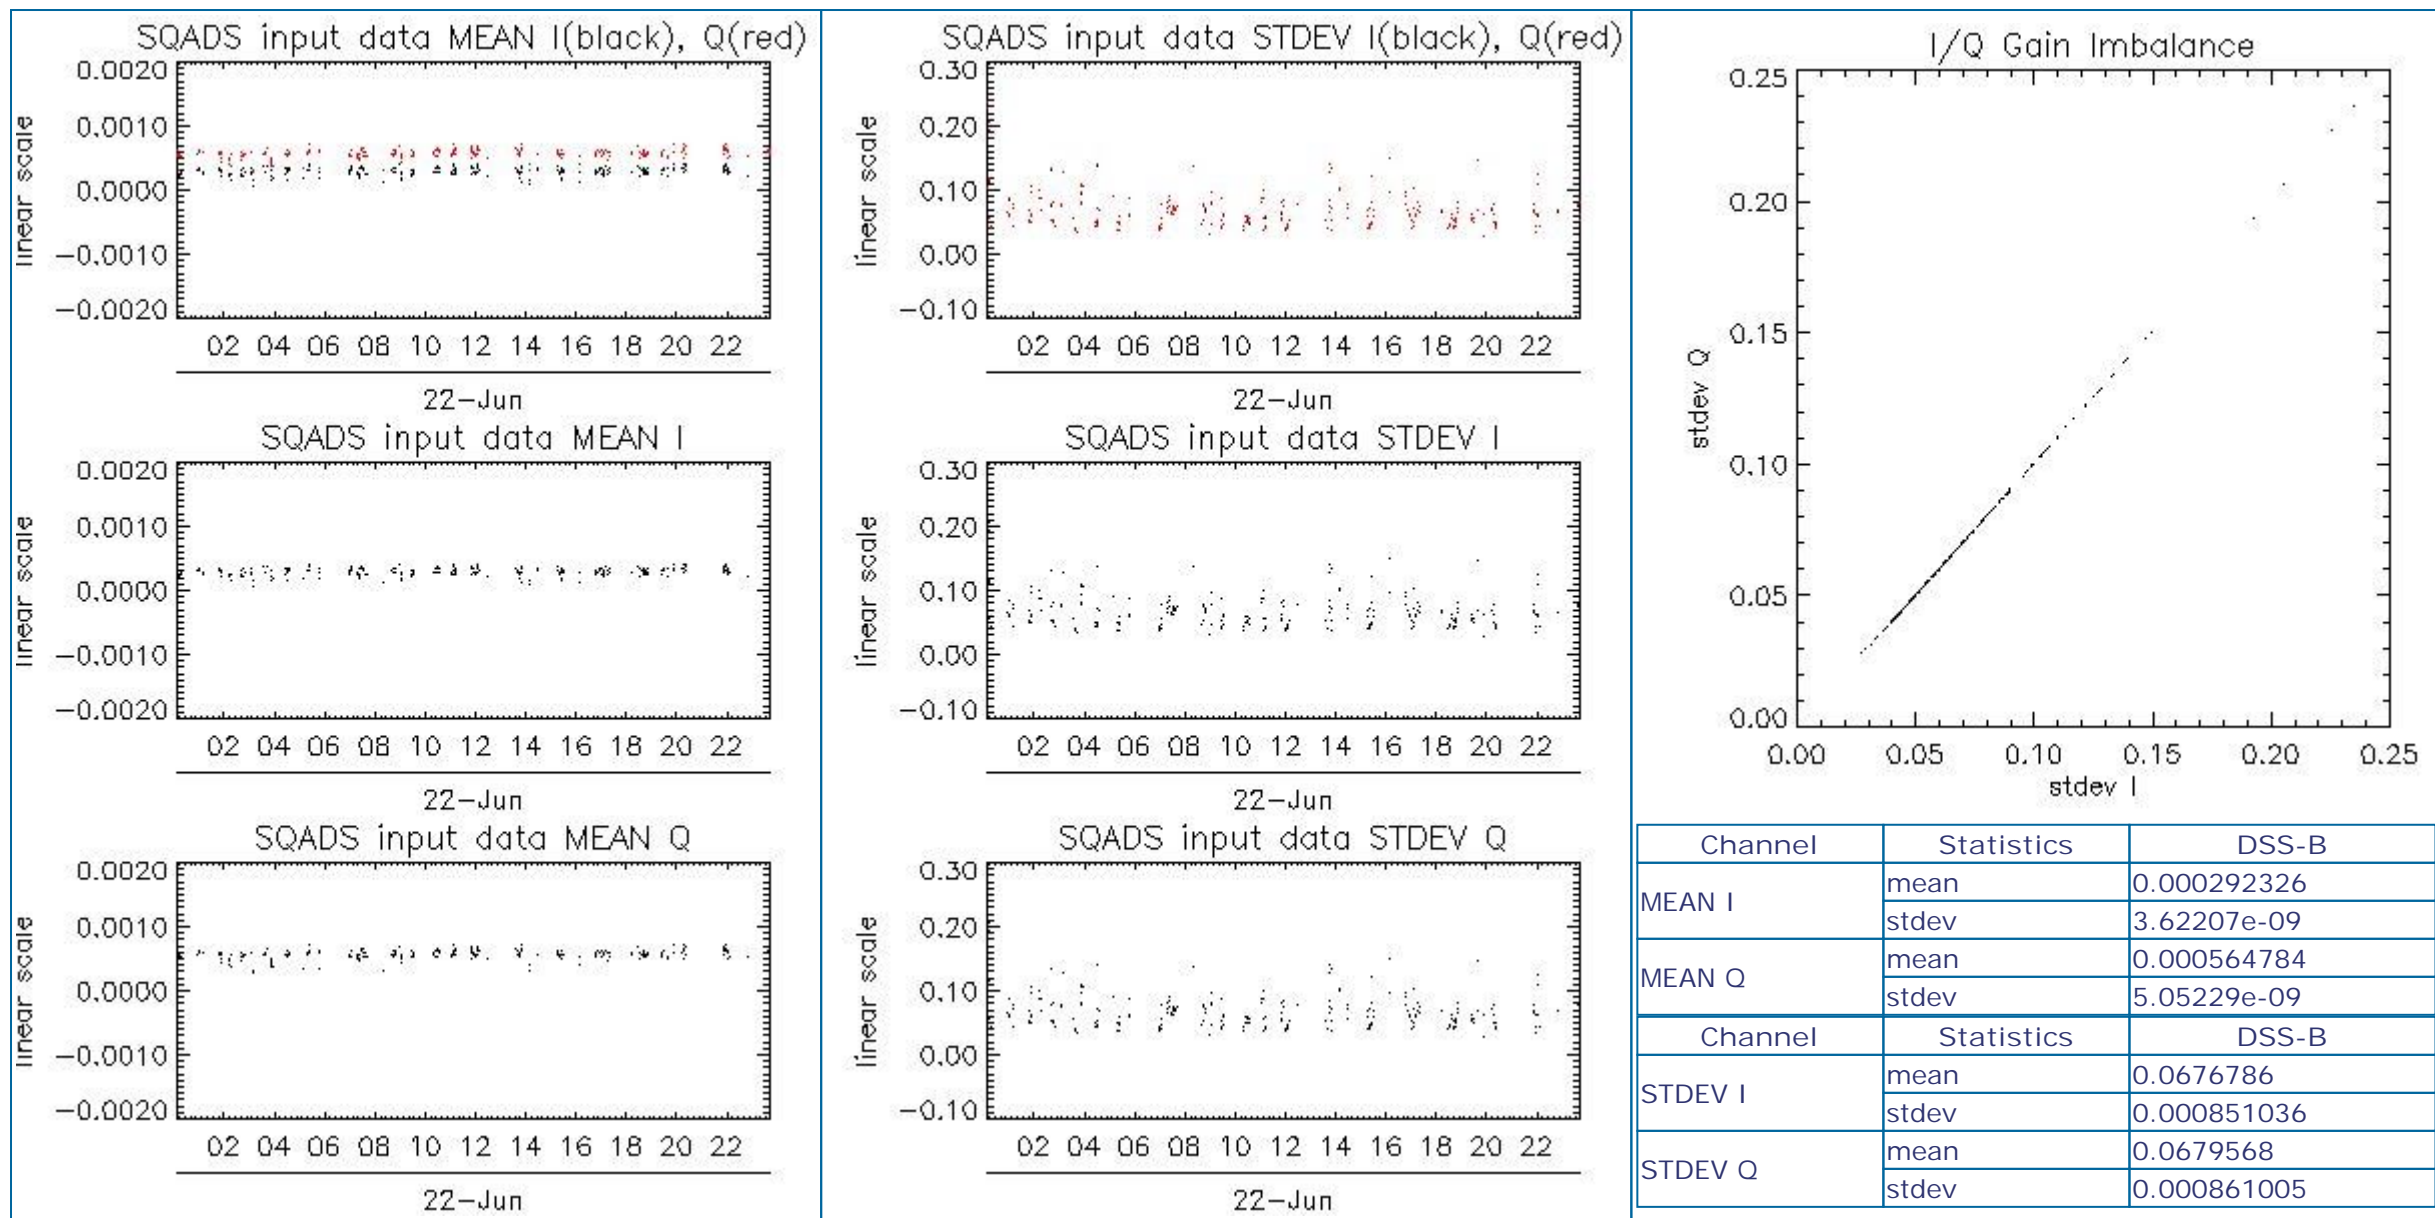 SQADS input data MEAN I(black), Q(red)
linear scale
0.0020
0.0010
0.0000
-0.0010
-0.0020
02 04 06 08 10 12 14 16 18 20 22
22-Jun
SQADS input data MEAN I
linear scale
0.0020
0.0010
0.0000
-0.0010
-0.0020
02 04 06 08 10 12 14 16 18 20 22
22-Jun
SQADS input data MEAN Q
linear scale
0.0020
0.0010
0.0000
-0.0010
-0.0020
02 04 06 08 10 12 14 16 18 20 22
22-Jun
SQADS input data STDEV I(black), Q(red)
linear scale
0.30
0.20
0.10
0.00
-0.10
02 04 06 08 10 12 14 16 18 20 22
22-Jun
SQADS input data STDEV I
linear scale
0.30
0.20
0.10
0.00
-0.10
02 04 06 08 10 12 14 16 18 20 22
22-Jun
SQADS input data STDEV Q
linear scale
0.30
0.20
0.10
0.00
-0.10
02 04 06 08 10 12 14 16 18 20 22
22-Jun
I/Q Gain Imbalance
stdev Q
0.25
0.20
0.15
0.10
0.05
0.00
0.00 0.05 0.10 0.15 0.20 0.25
stdev I
Channel Statistics DSS-B
MEAN I
mean 0.000292326
stdev 3.62207e-09
MEAN Q
mean 0.000564784
stdev 5.05229e-09
Channel Statistics DSS-B
STDEV I
mean 0.0676786
stdev 0.000851036
STDEV Q
mean 0.0679568
stdev 0.000861005